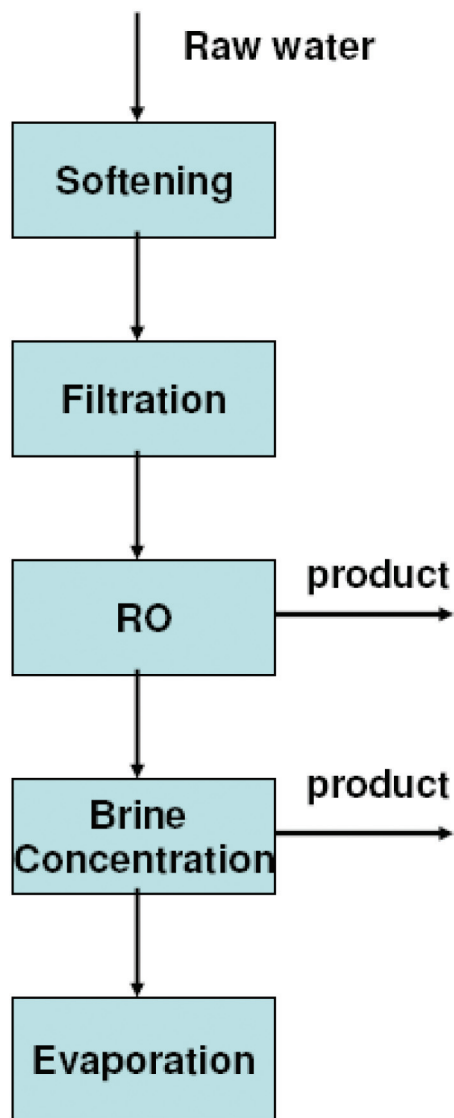 Raw water
Softening
Filtration
product
RO
product
Brine
Concentration
Evaporation